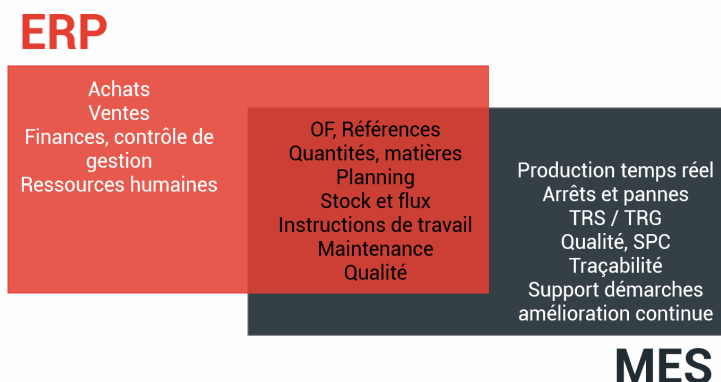 ERP
Achats
Ventes
Finances, contrôle de
gestion
Ressources humaines
OF, Références
Quantités, matières
Planning
Stock et flux
Instructions de travail
Maintenance
Qualité
Production temps réel
Arrêts et pannes
TRS / TRG
Qualité, SPC
Traçabilité
Support démarches
amélioration continue
MES